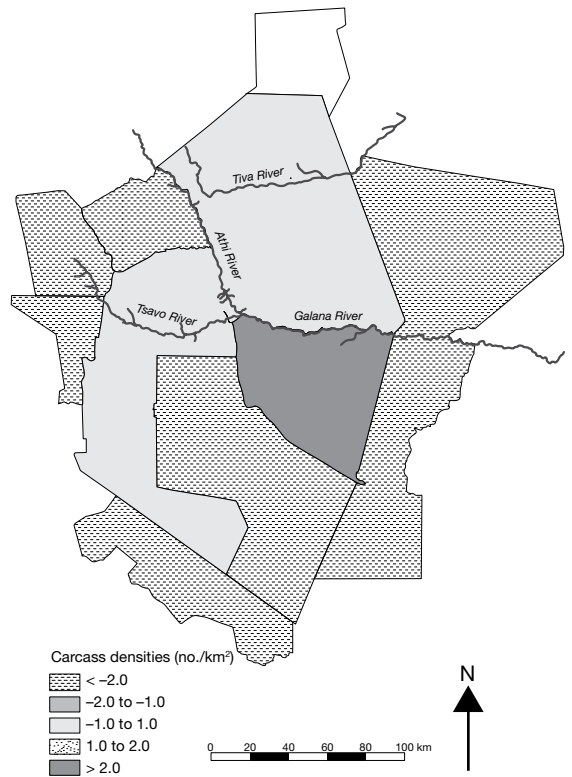 Tiva River
Athi River
Tsavo River
Galana River
Carcass densities (no./km²)
< –2.0
–2.0 to –1.0
–1.0 to 1.0
1.0 to 2.0
> 2.0
N
0 20 40 60 80 100 km